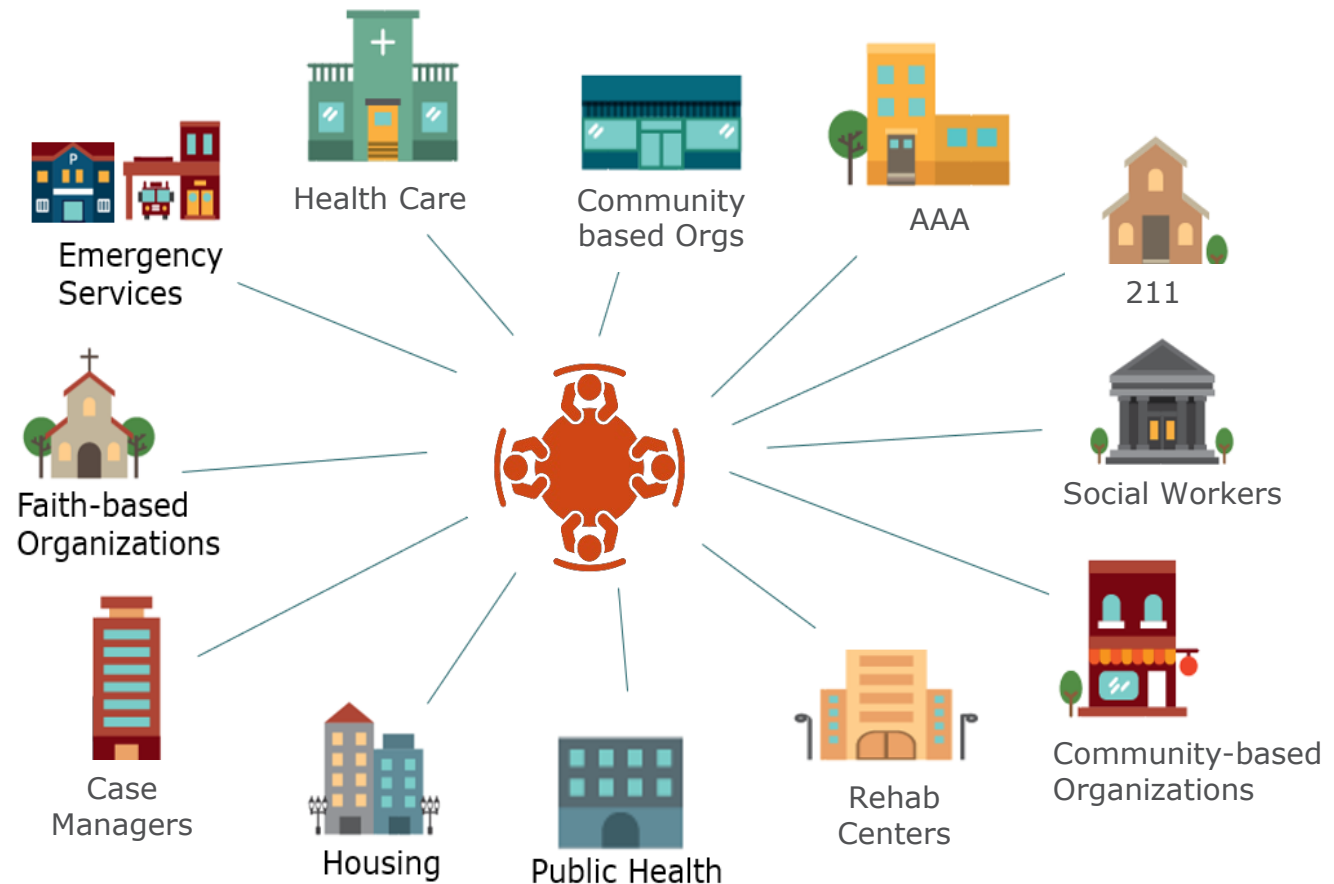 Health Care
Community
based Orgs
AAA
P
Emergency
Services
211
Faith-based
Organizations
Social Workers
Case
Managers
Housing
Public Health
Rehab
Centers
Community-based
Organizations